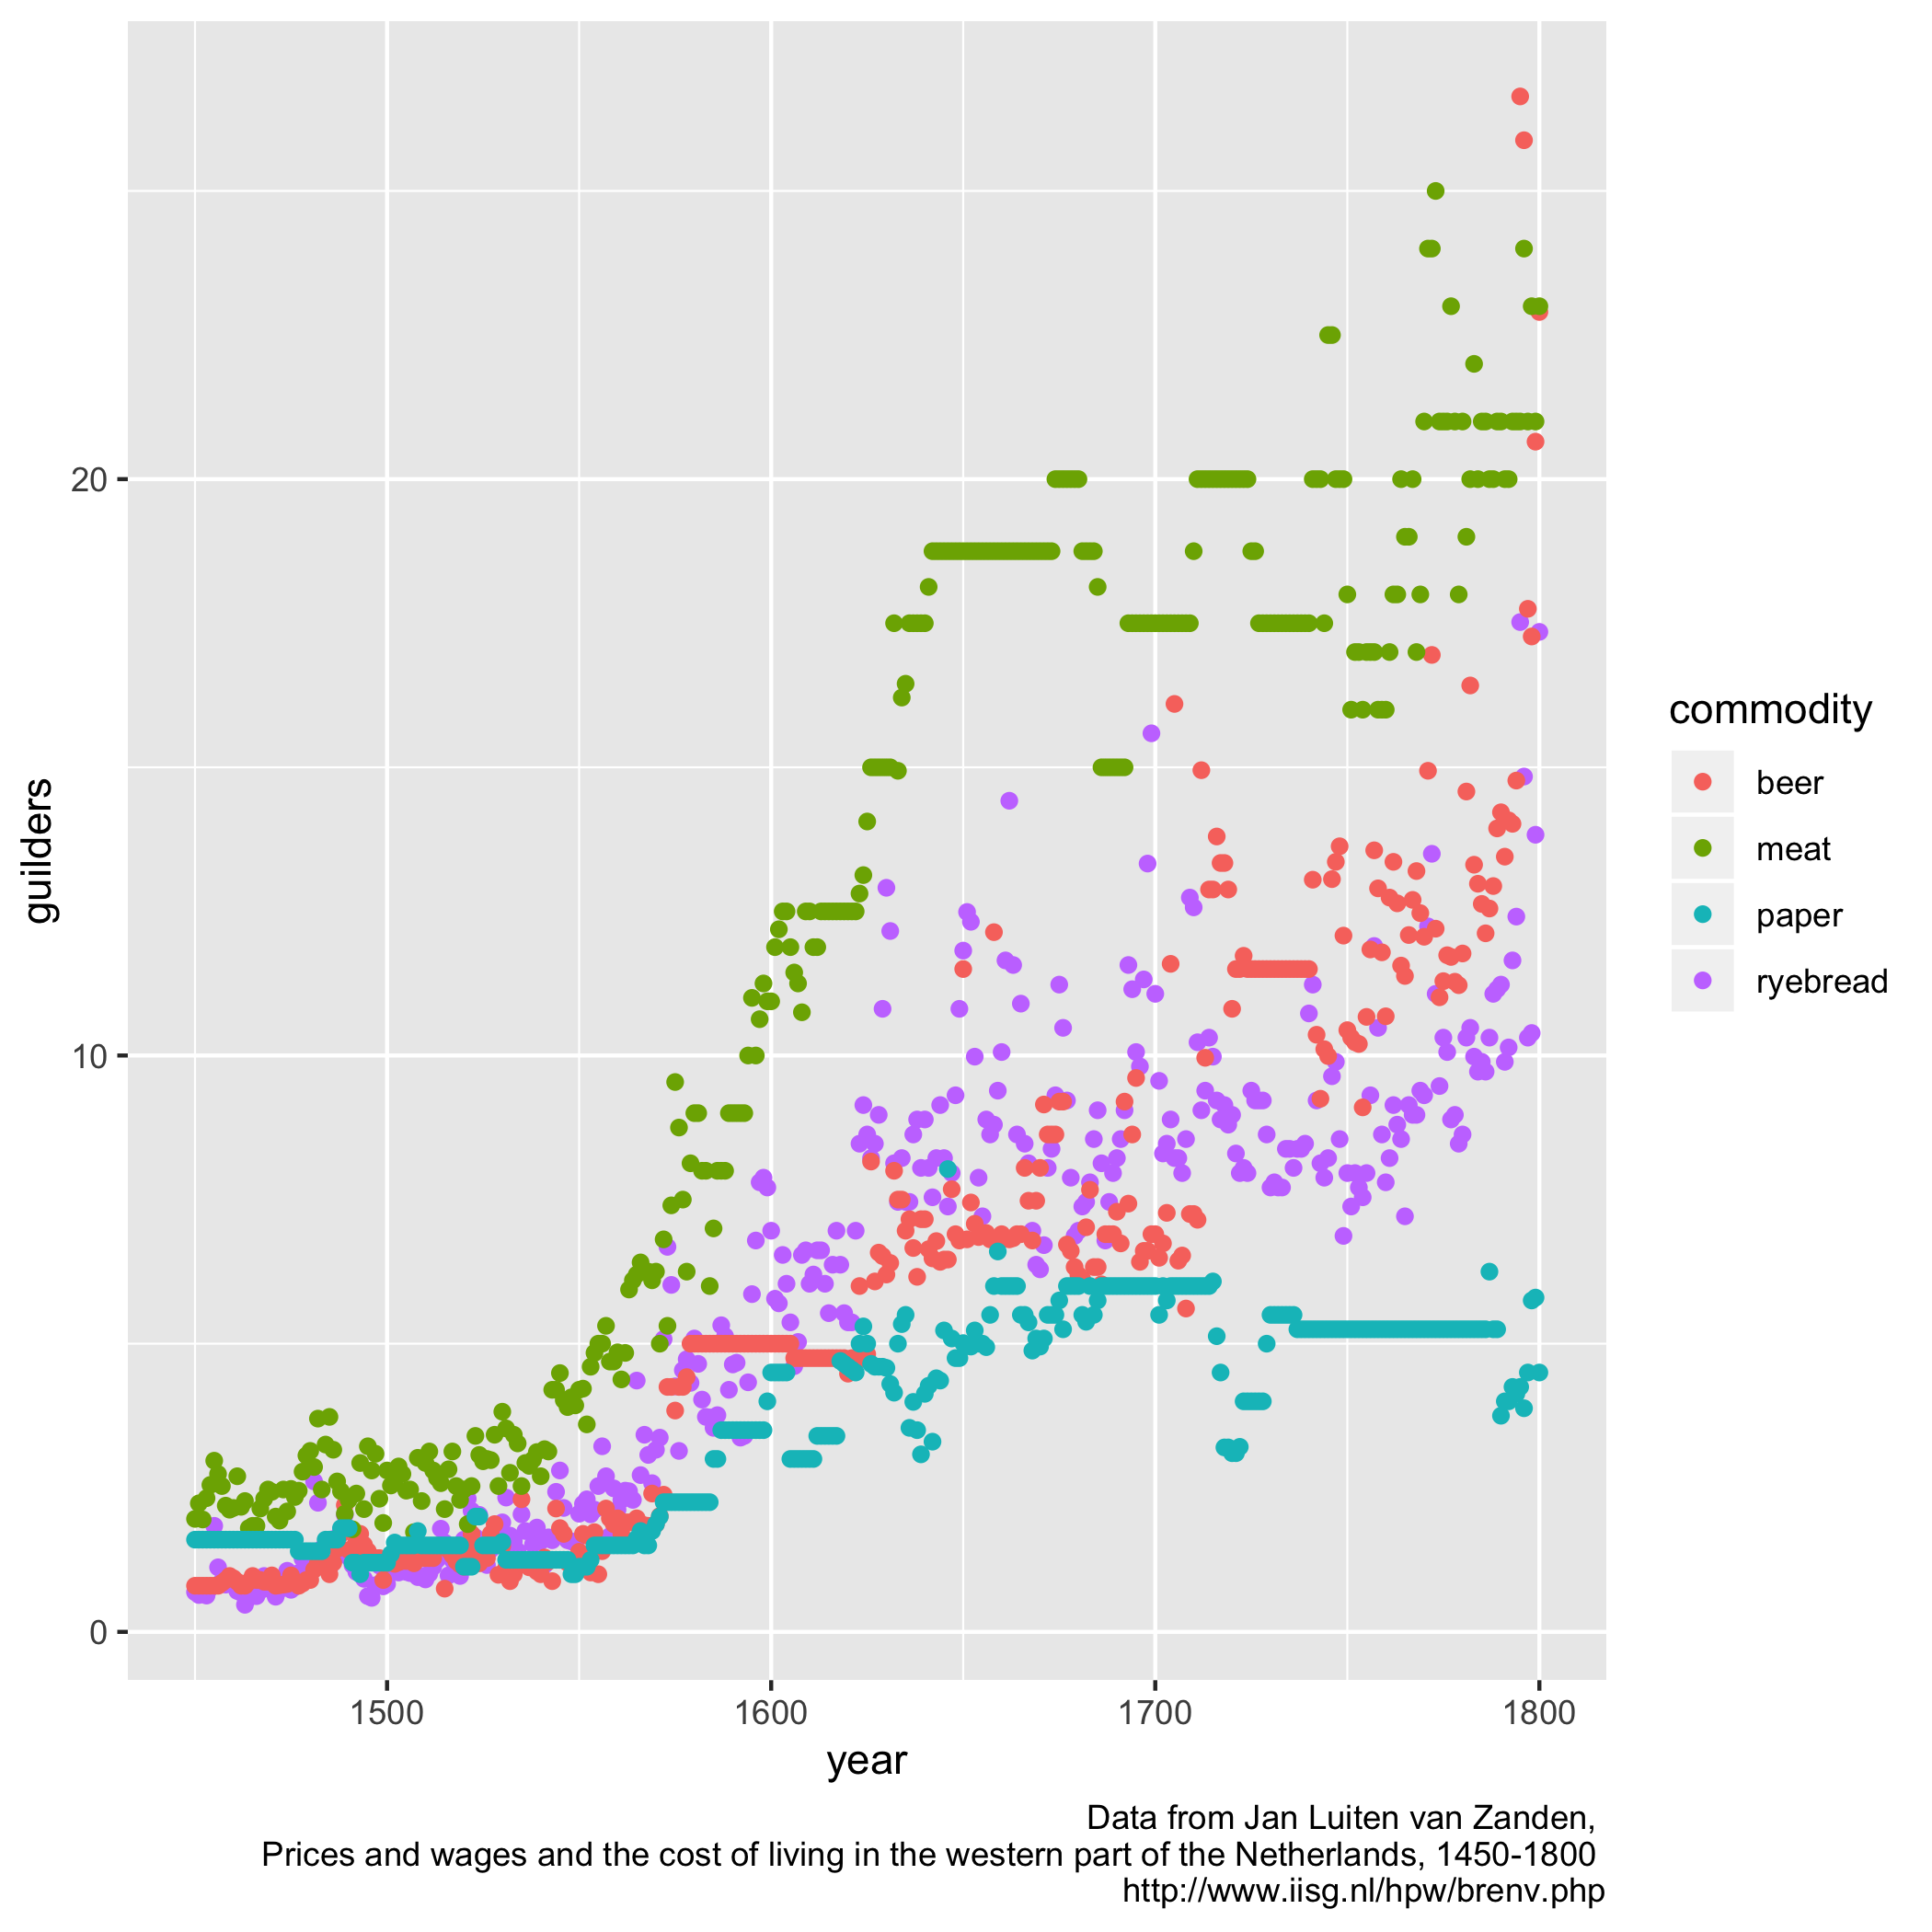 guilders
20
10
0
1500
1600
1700
1800
year
commodity
beer
meat
paper
ryebread
Data from Jan Luiten van Zanden,
Prices and wages and the cost of living in the western part of the Netherlands, 1450-1800
http://www.iisg.nl/hpw/brenv.php